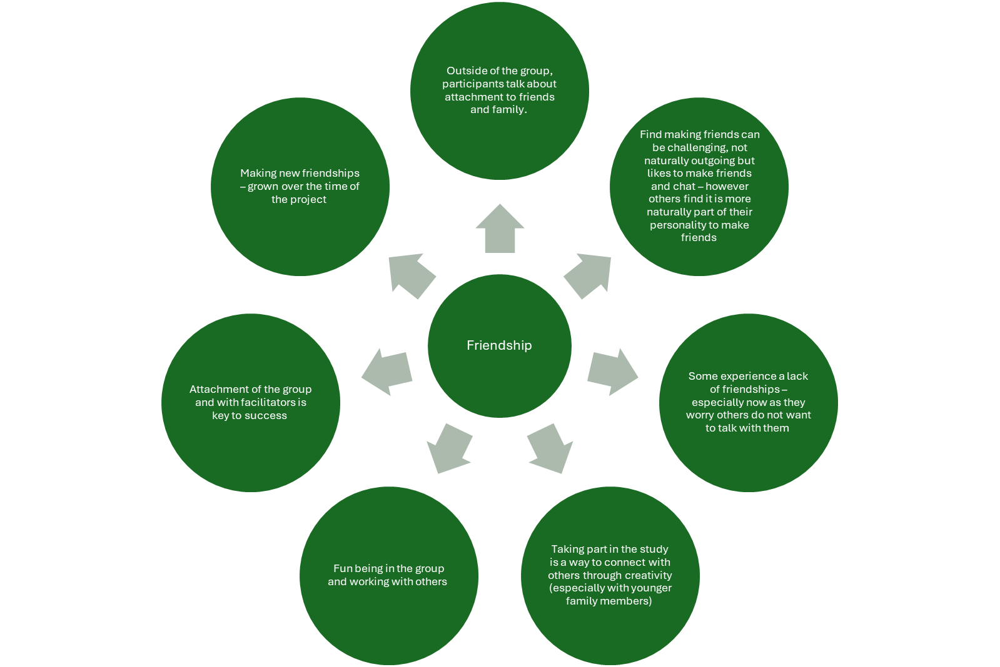 Outside of the group,
participants talk about
attachment to friends
and family.
Find making friends can
be challenging, not
naturally outgoing but
likes to make friends
and chat – however
others find it is more
naturally part of their
personality to make
friends
Some experience a lack
of friendships –
especially now as they
worry others do not want
to talk with them
Taking part in the study
is a way to connect with
others through creativity
(especially with younger
family members)
Fun being in the group
and working with others
Attachment of the group
and with facilitators is
key to success
Making new friendships
– grown over the time of
the project
Friendship